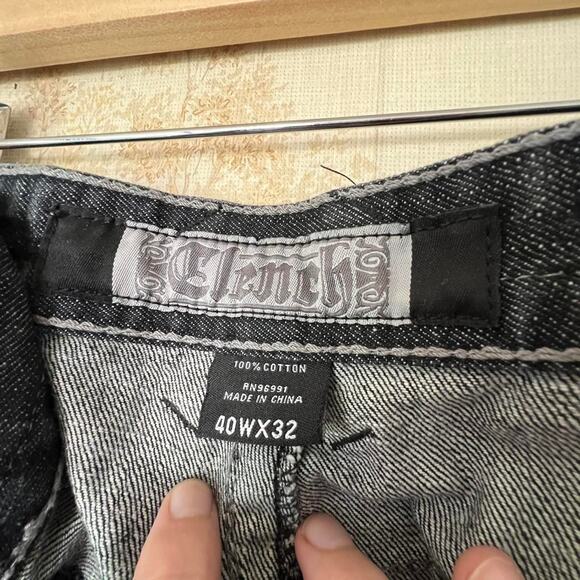 Clench
100% COTTON
RN96991
MADE IN CHINA
40WX32